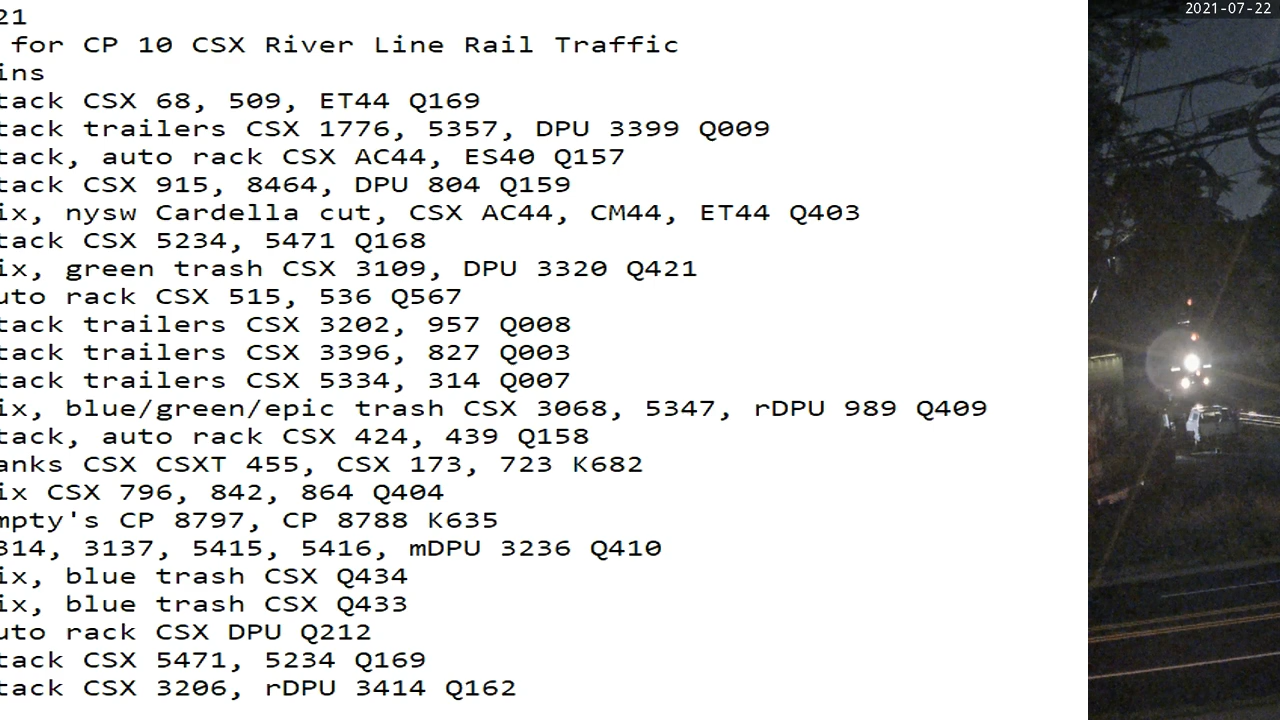 21
for CP 10 CSX River Line Rail Traffic
ins
tack CSX 68, 509, ET44 Q169
tack trailers CSX 1776, 5357, DPU 3399 Q009
tack, auto rack CSX AC44, ES40 Q157
tack CSX 915, 8464, DPU 804 Q159
ix, nysw Cardella cut, CSX AC44, CM44, ET44 Q403
tack CSX 5234, 5471 Q168
ix, green trash CSX 3109, DPU 3320 Q421
uto rack CSX 515, 536 Q567
tack trailers CSX 3202, 957 Q008
tack trailers CSX 3396, 827 Q003
tack trailers CSX 5334, 314 Q007
ix, blue/green/epic trash CSX 3068, 5347, rDPU 989 Q409
tack, auto rack CSX 424, 439 Q158
anks CSX CSXT 455, CSX 173, 723 K682
ix CSX 796, 842, 864 Q404
mpty's CP 8797, CP 8788 K635
314, 3137, 5415, 5416, mDPU 3236 Q410
ix, blue trash CSX Q434
ix, blue trash CSX Q433
uto rack CSX DPU Q212
tack CSX 5471, 5234 Q169
tack CSX 3206, rDPU 3414 Q162
2021-07-22